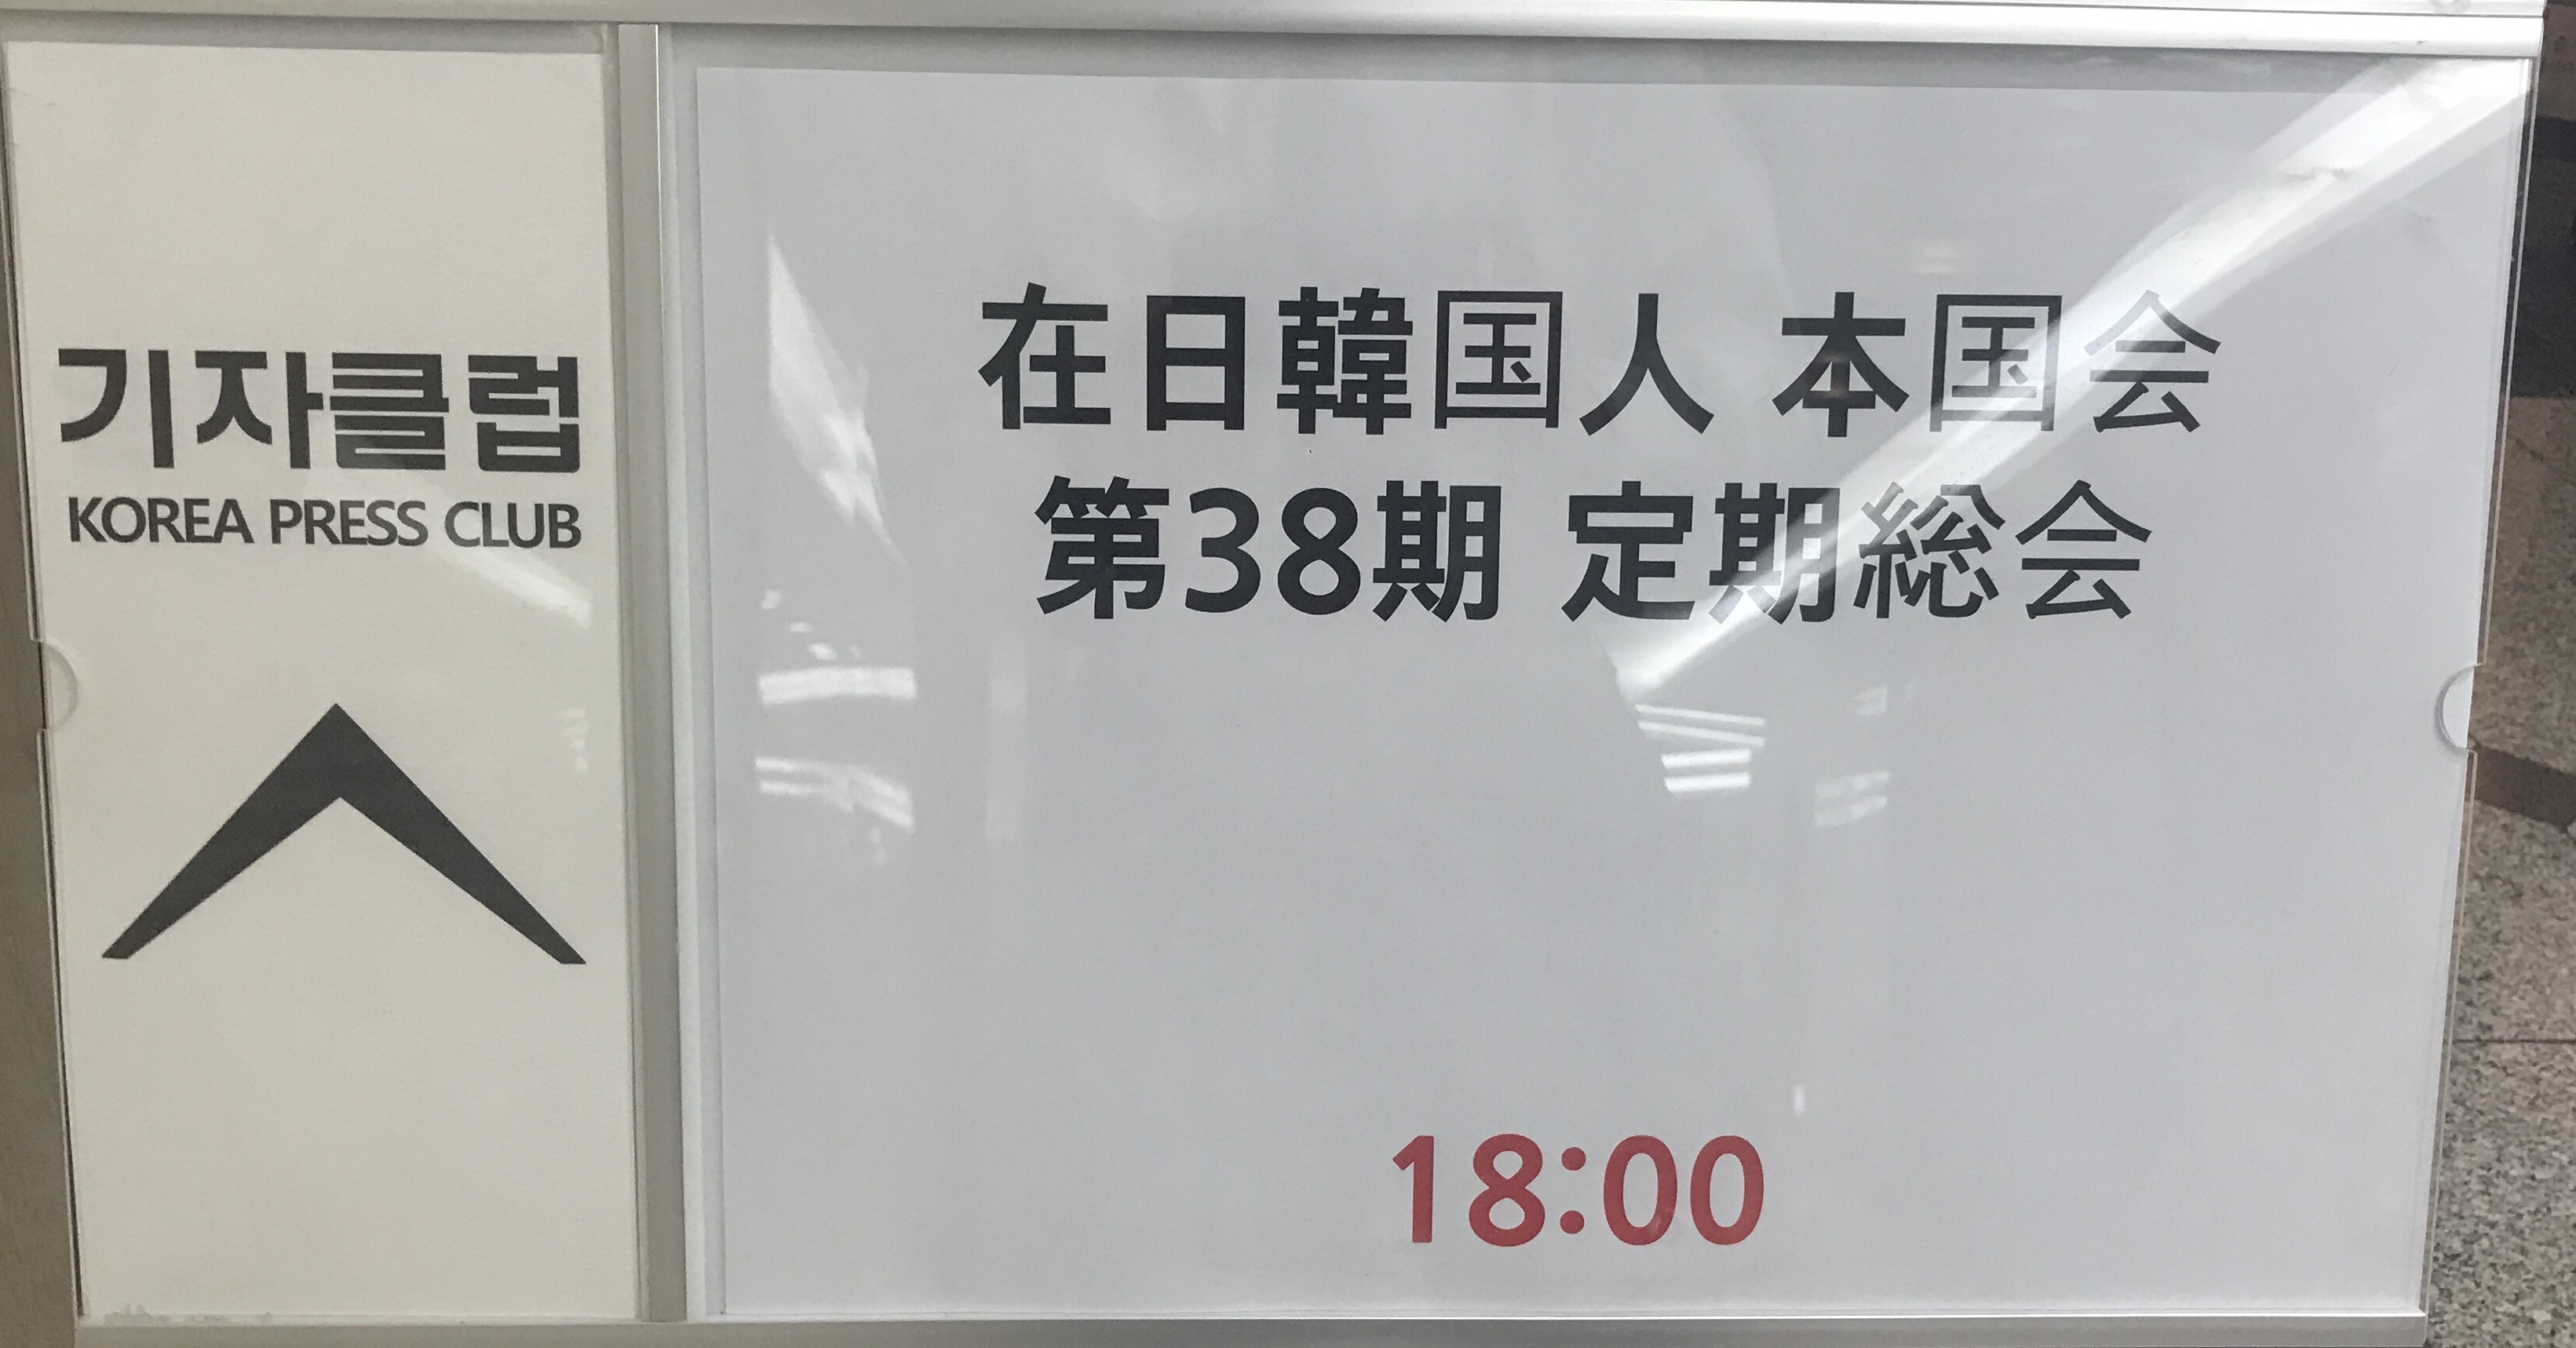 기자클럽
KOREA PRESS CLUB
在日韓国人 本国会
第38期 定期総会
18:00